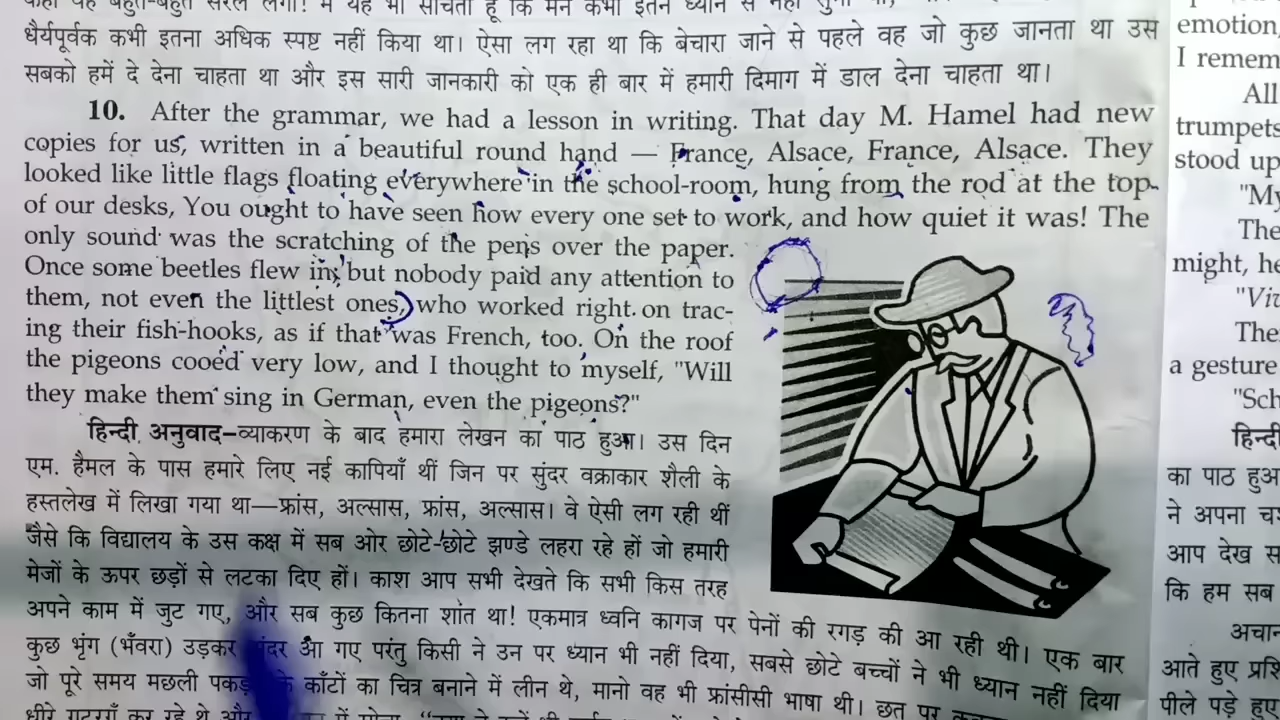 धैर्यपूर्वक कभी इतना अधिक स्पष्ट नहीं किया था। ऐसा लग रहा था कि बेचारा जाने से पहले वह जो कुछ जानता था उस
सबको हमें दे देना चाहता था और इस सारी जानकारी को एक ही बार में हमारी दिमाग में डाल देना चाहता था।
10. After the grammar, we had a lesson in writing. That day M. Hamel had new
copies for us, written in a beautiful round hand — France, Alsace, France, Alsace. They
looked like little flags floating everywhere in the school-room, hung from the rod at the top
of our desks, You ought to have seen how every one set to work, and how quiet it was! The
only sound was the scratching of the pens over the paper.
Once some beetles flew in; but nobody paid any attention to
them, not even the littlest ones, who worked right on trac-
ing their fish-hooks, as if that was French, too. On the roof
the pigeons cooed very low, and I thought to myself, "Will
they make them sing in German, even the pigeons?"
हिन्दी अनुवाद–व्याकरण के बाद हमारा लेखन का पाठ हुआ। उस दिन
एम. हैमल के पास हमारे लिए नई कापियाँ थीं जिन पर सुंदर वक्राकार शैली के
हस्तलेख में लिखा गया था—फ्रांस, अल्सास, फ्रांस, अल्सास। वे ऐसी लग रही थीं
जैसे कि विद्यालय के उस कक्ष में सब ओर छोटे-छोटे झण्डे लहरा रहे हों जो हमारी
मेजों के ऊपर छड़ों से लटका दिए हों। काश आप सभी देखते कि सभी किस तरह
अपने काम में जुट गए, और सब कुछ कितना शांत था! एकमात्र ध्वनि कागज पर पेनों की रगड़ की आ रही थी। एक बार
कुछ भृंग (भँवरा) उड़कर अंदर आ गए परंतु किसी ने उन पर ध्यान भी नहीं दिया, सबसे छोटे बच्चों ने भी ध्यान नहीं दिया
जो पूरे समय मछली पकड़ने के काँटों का चित्र बनाने में लीन थे, मानो वह भी फ्रांसीसी भाषा थी। छत पर
emotion,
I
All
trumpets
stood up
"My
The
might, he
The
a gesture
हिन्दी
का पाठ हुआ
ने अपना
आप देख
कि हम सब
आते हुए
पीले पड़े हुए